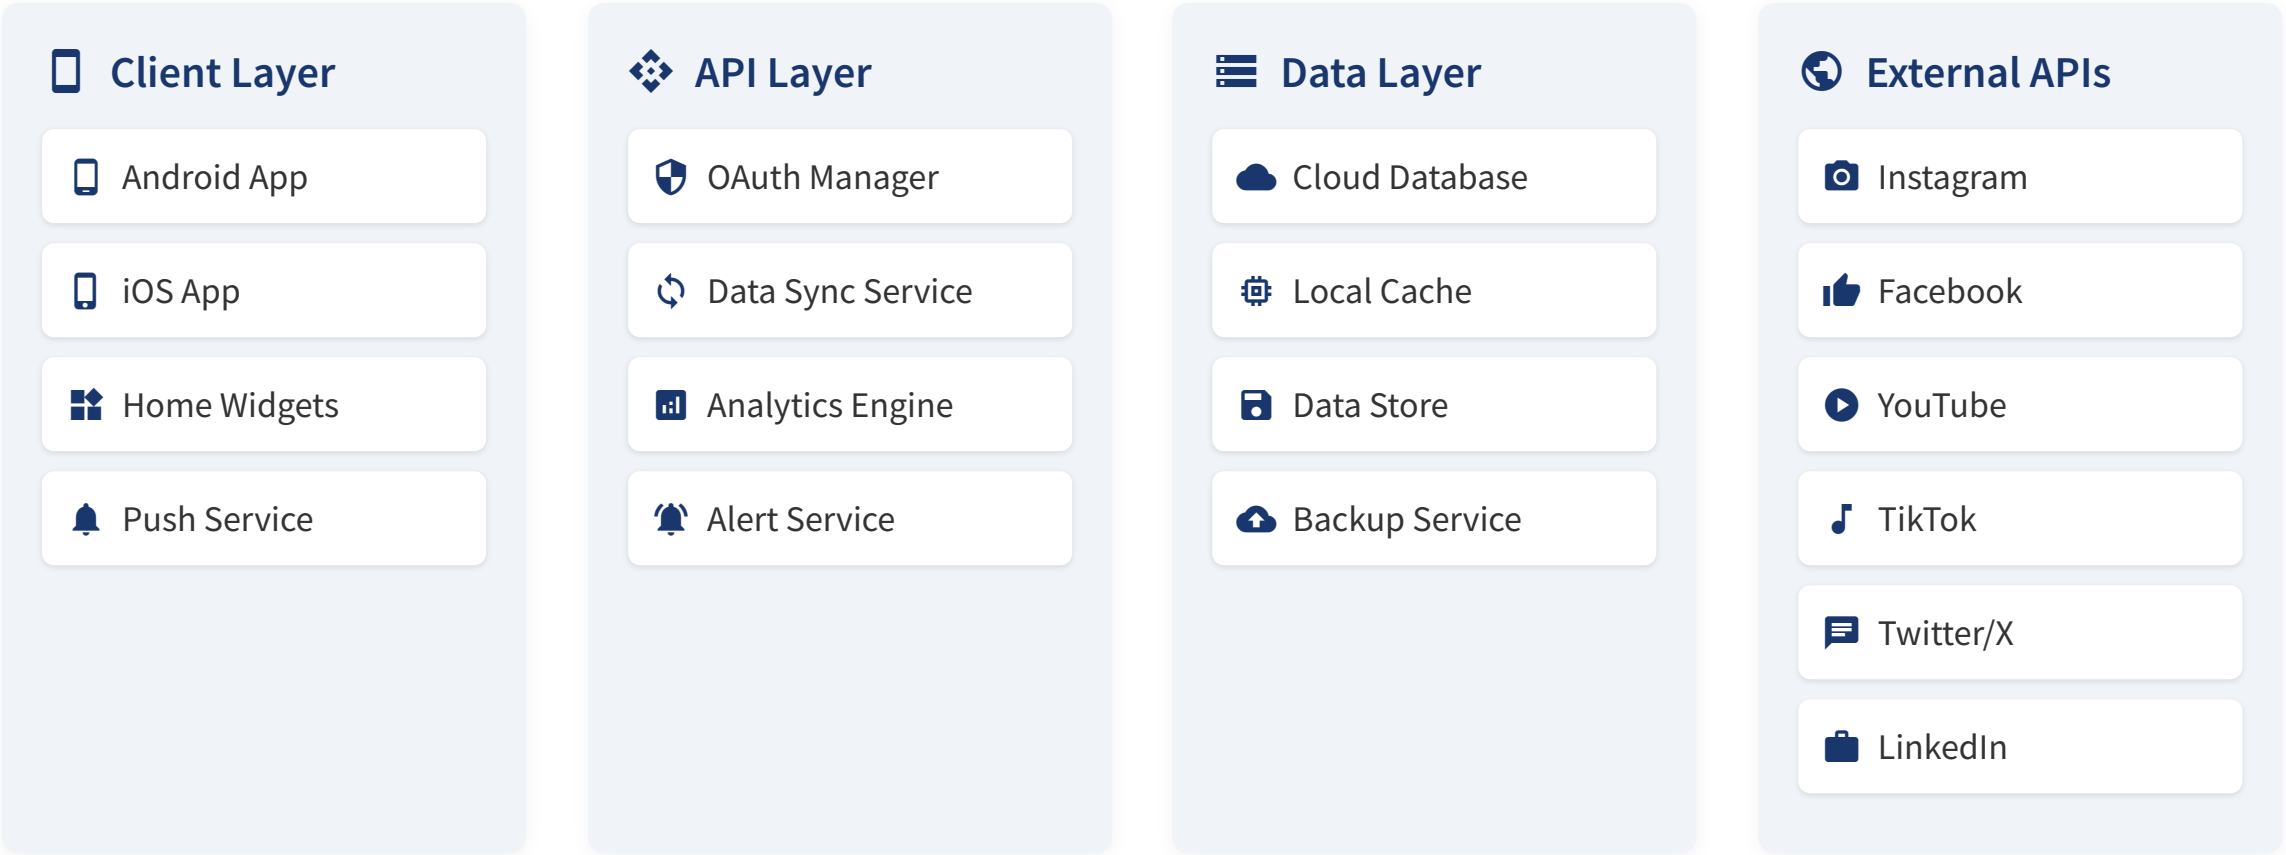 Client Layer
Android App
iOS App
Home Widgets
Push Service
API Layer
OAuth Manager
Data Sync Service
Analytics Engine
Alert Service
Data Layer
Cloud Database
Local Cache
Data Store
Backup Service
External APIs
Instagram
Facebook
YouTube
TikTok
Twitter/X
LinkedIn